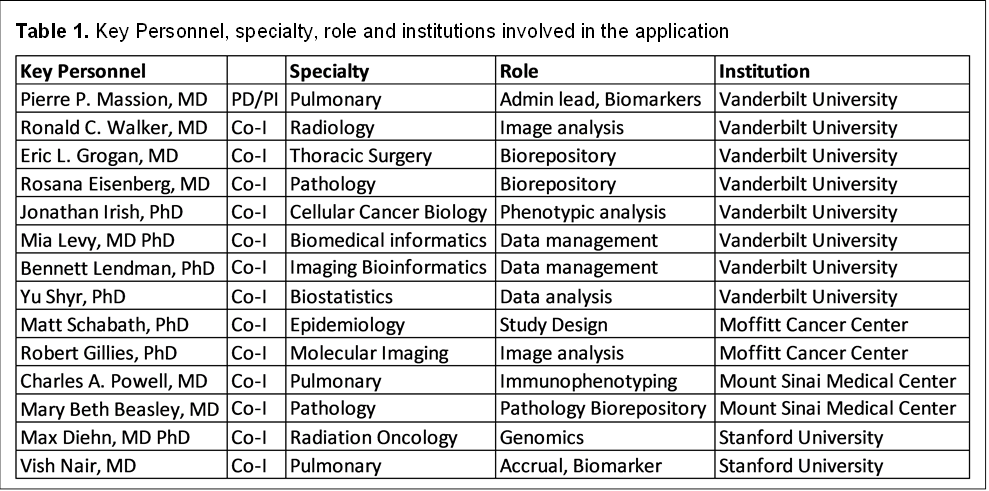 Table 1. Key Personnel, specialty, role and institutions involved in the application
Key Personnel Specialty Role Institution
Pierre P. Massion, MD PD/PI Pulmonary Admin lead, Biomarkers Vanderbilt University
Ronald C. Walker, MD Co-I Radiology Image analysis Vanderbilt University
Eric L. Grogan, MD Co-I Thoracic Surgery Biorepository Vanderbilt University
Rosana Eisenberg, MD Co-I Pathology Biorepository Vanderbilt University
Jonathan Irish, PhD Co-I Cellular Cancer Biology Phenotypic analysis Vanderbilt University
Mia Levy, MD PhD Co-I Biomedical informatics Data management Vanderbilt University
Bennett Lendman, PhD Co-I Imaging Bioinformatics Data management Vanderbilt University
Yu Shyr, PhD Co-I Biostatistics Data analysis Vanderbilt University
Matt Schabath, PhD Co-I Epidemiology Study Design Moffitt Cancer Center
Robert Gillies, PhD Co-I Molecular Imaging Image analysis Moffitt Cancer Center
Charles A. Powell, MD Co-I Pulmonary Immunophenotyping Mount Sinai Medical Center
Mary Beth Beasley, MD Co-I Pathology Pathology Biorepository Mount Sinai Medical Center
Max Diehn, MD PhD Co-I Radiation Oncology Genomics Stanford University
Vish Nair, MD Co-I Pulmonary Accrual, Biomarker Stanford University